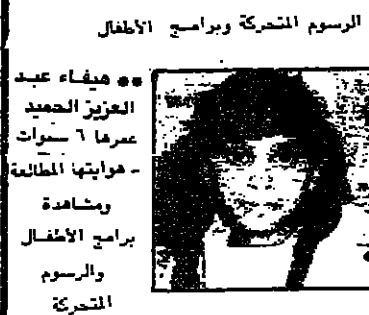 الرسوم المتحركة وبرامج الأطفال
●● هيفاء عبد
العزيز الحميد
عمرها ٦ سنوات
- هوايتها المطالعة
ومشاهدة
برامج الأطفال
والرسوم
المتحركة